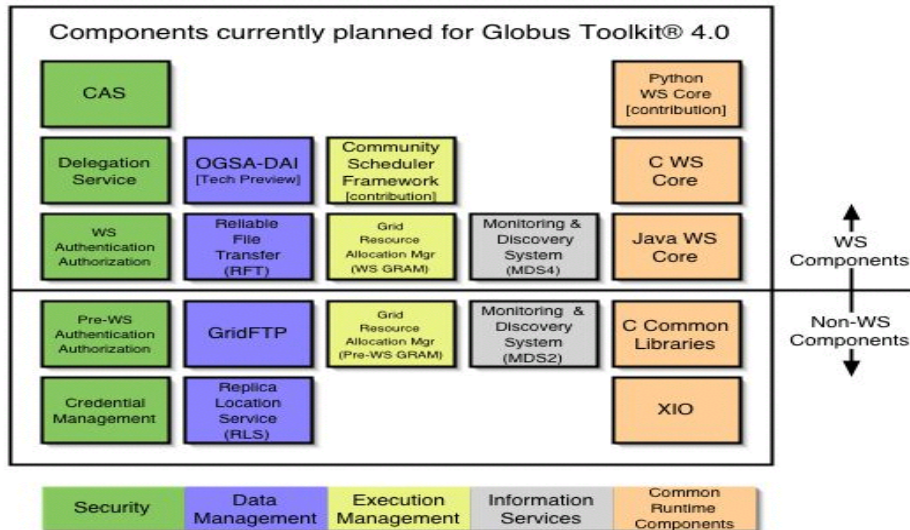 Components currently planned for Globus Toolkit® 4.0
CAS
Python
WS Core
[contribution]
Delegation
Service
OGSA-DAI
[Tech Preview]
Community
Scheduler
Framework
[contribution]
C WS
Core
WS
Authentication
Authorization
Reliable
File
Transfer
(RFT)
Grid
Resource
Allocation Mgr
(WS GRAM)
Monitoring &
Discovery
System
(MDS4)
Java WS
Core
WS
Components
Pre-WS
Authentication
Authorization
GridFTP
Grid
Resource
Allocation Mgr
(Pre-WS GRAM)
Monitoring &
Discovery
System
(MDS2)
C Common
Libraries
Non-WS
Components
Credential
Management
Replica
Location
Service
(RLS)
XIO
Security
Data
Management
Execution
Management
Information
Services
Common
Runtime
Components